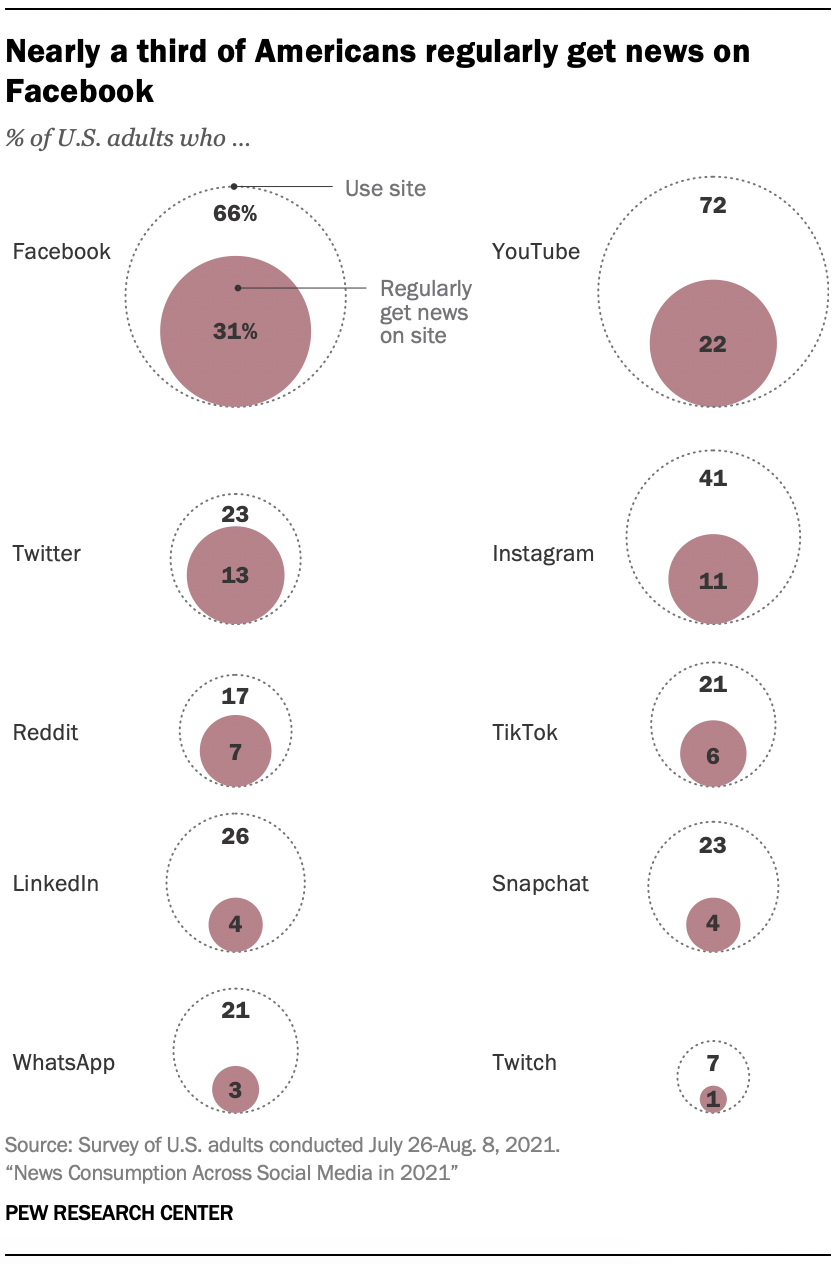 Nearly a third of Americans regularly get news on
Facebook
% of U.S. adults who ...
Use site
66%
Facebook
Regularly
get news
on site
31%
YouTube
72
22
Twitter
23
13
Instagram
41
11
Reddit
17
7
TikTok
21
6
LinkedIn
26
4
Snapchat
23
4
WhatsApp
21
3
Twitch
7
1
Source: Survey of U.S. adults conducted July 26-Aug. 8, 2021.
“News Consumption Across Social Media in 2021”
PEW RESEARCH CENTER